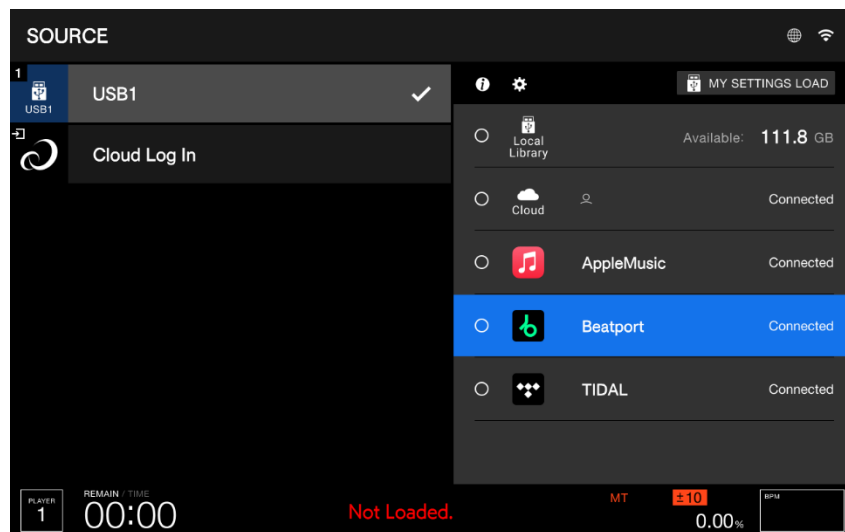 SOURCE
1
USB1
USB1
Cloud Log In
MY SETTINGS LOAD
Local
Library
Available: 111.8 GB
Cloud
Connected
AppleMusic
Connected
Beatport
Connected
TIDAL
Connected
PLAYER
1
REMAIN / TIME
00:00
Not Loaded.
MT
±10
0.00%
BPM